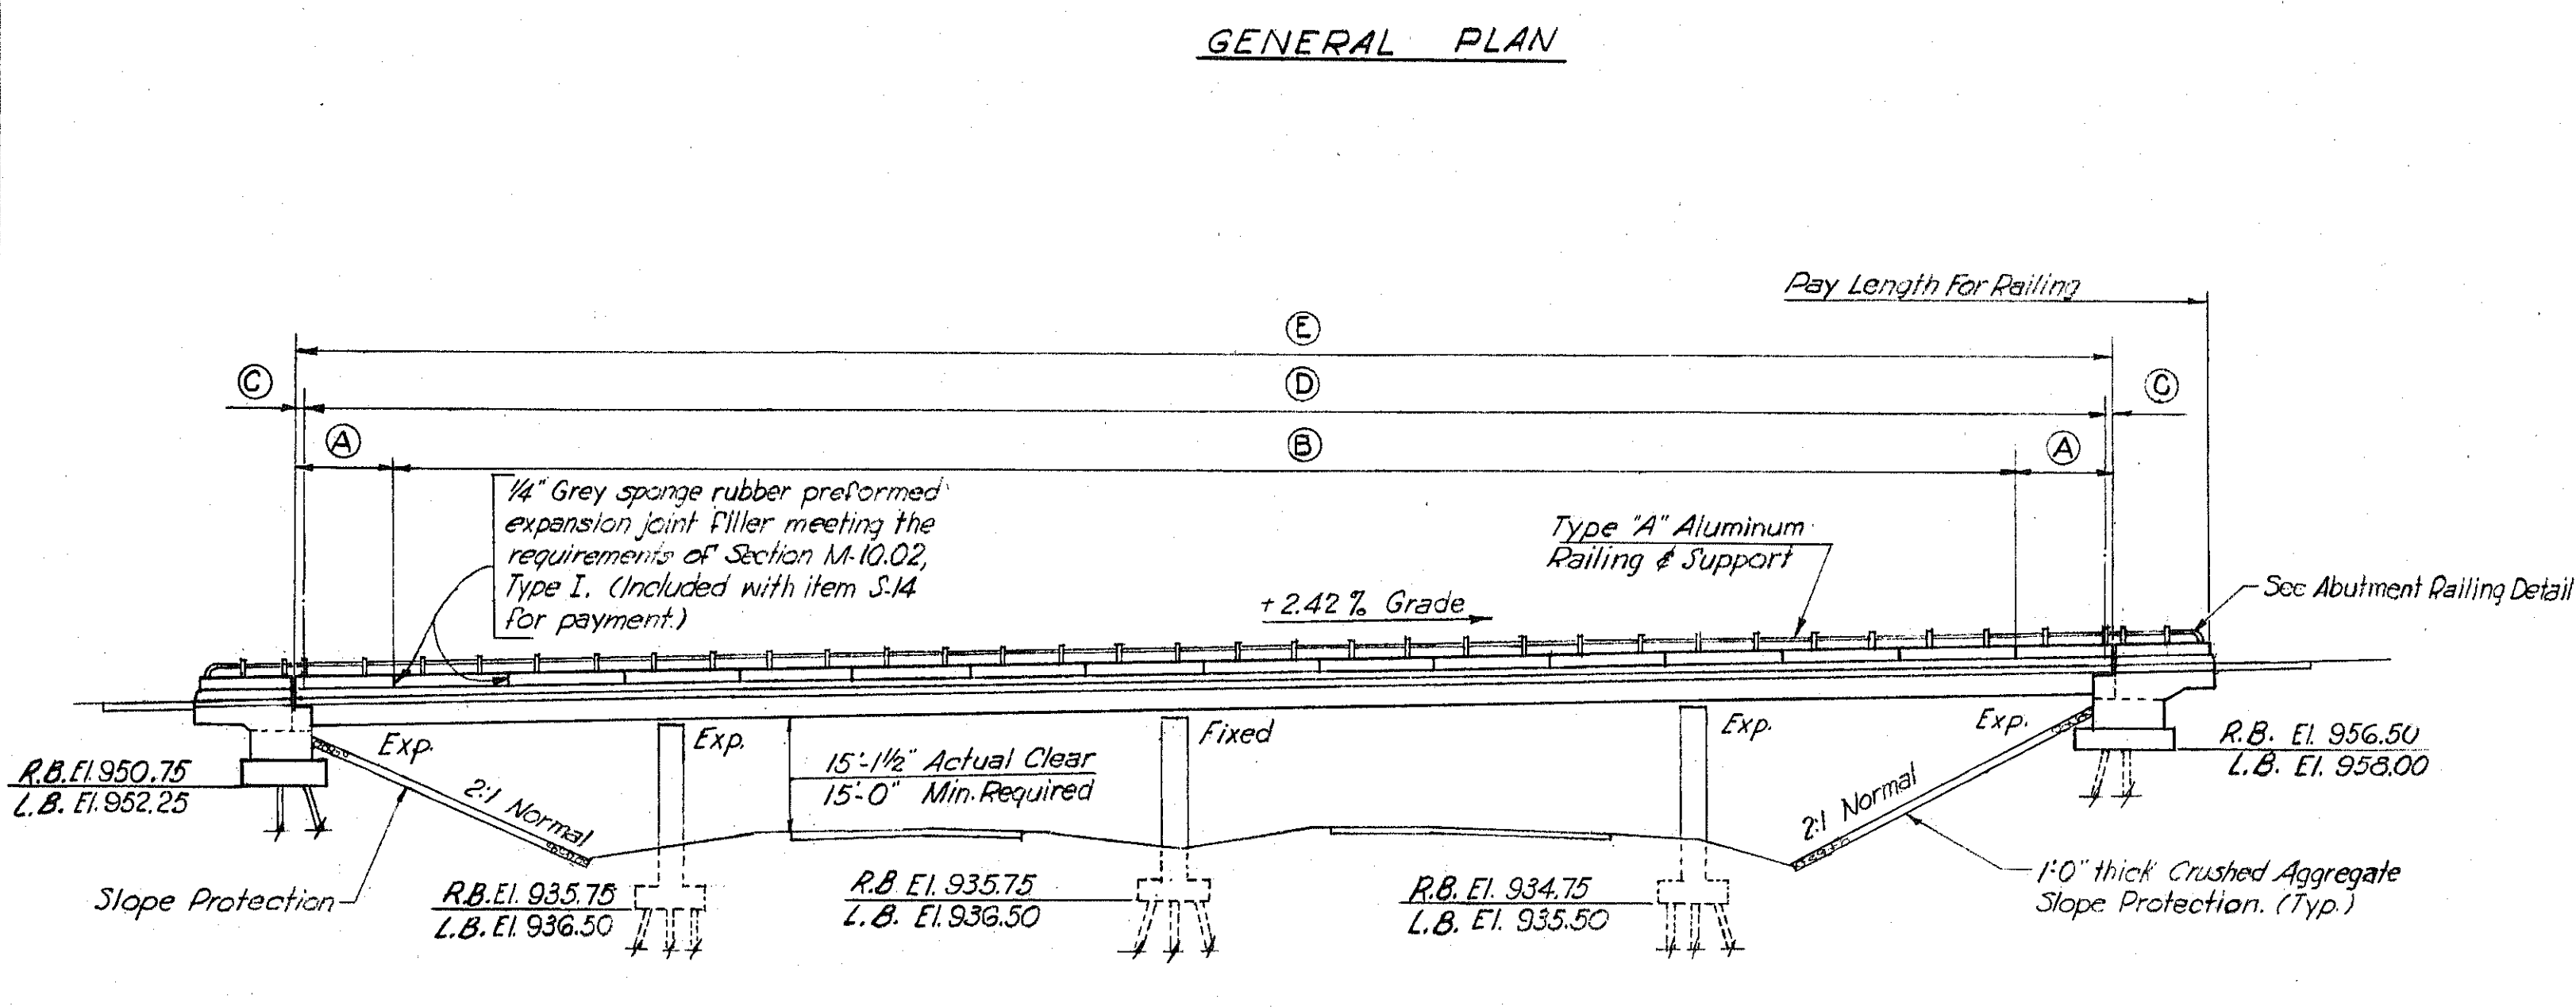 GENERAL PLAN
Pay Length For Railing
E
C
D
C
A
B
A
1/4" Grey sponge rubber preformed
expansion joint filler meeting the
requirements of Section M-10.02,
Type I. (Included with item S-14
for payment.)
Type "A" Aluminum
Railing & Support
+ 2.42 % Grade
See Abutment Railing Detail
Exp.
Exp.
Fixed
Exp.
Exp.
15'-1½" Actual Clear
15'-0" Min. Required
R.B. El. 950.75
L.B. El. 952.25
R.B. El. 956.50
L.B. El. 958.00
2:1 Normal
2:1 Normal
Slope Protection
R.B. El. 935.75
L.B. El. 936.50
R.B. El. 935.75
L.B. El. 936.50
R.B. El. 934.75
L.B. El. 935.50
1'-0" thick Crushed Aggregate
Slope Protection. (Typ.)